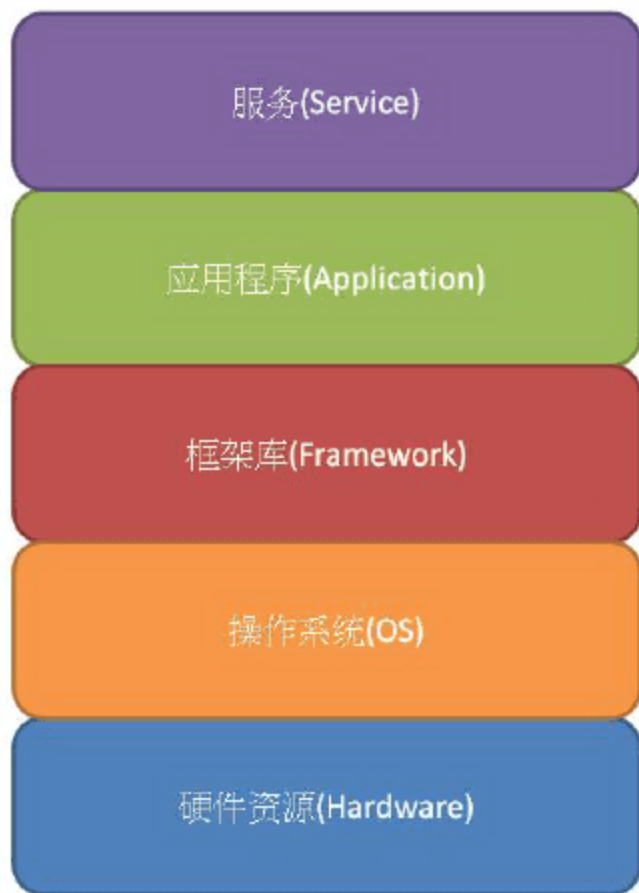 服务(Service)
应用程序(Application)
框架库(Framework)
操作系统(OS)
硬件资源(Hardware)